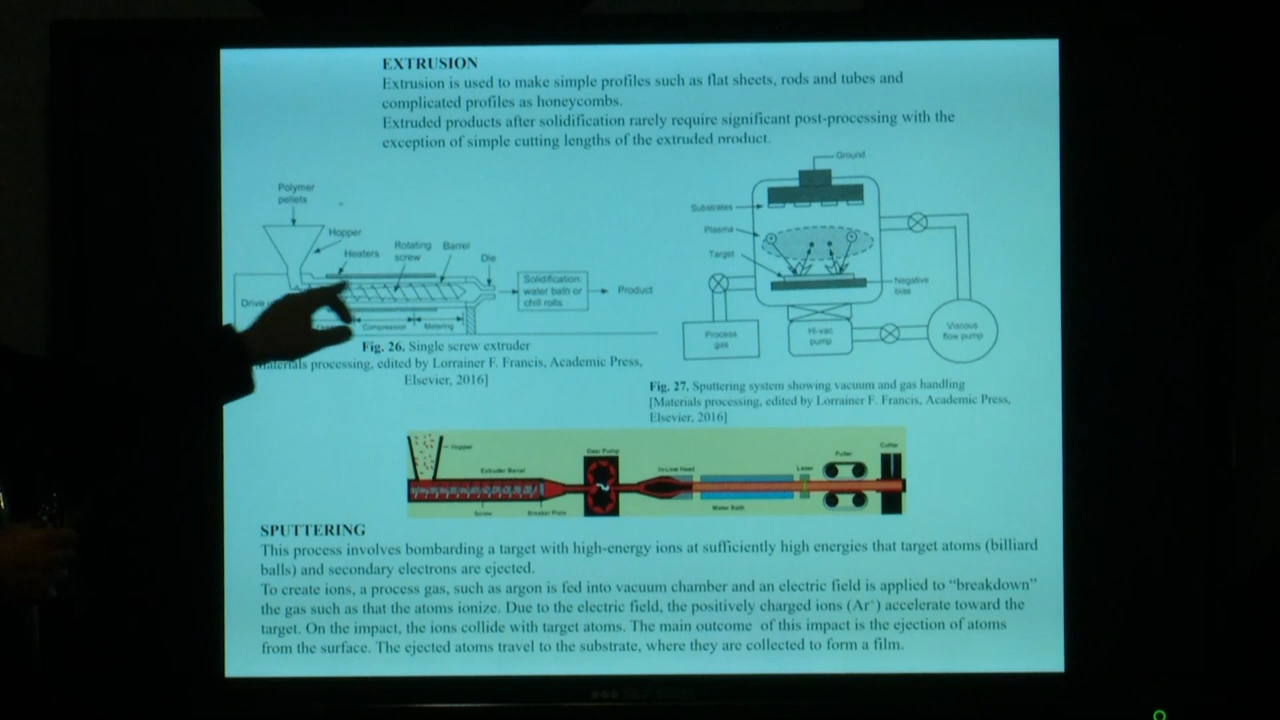 EXTRUSION
Extrusion is used to make simple profiles such as flat sheets, rods and tubes and
complicated profiles as honeycombs.
Extruded products after solidification rarely require significant post-processing with the
exception of simple cutting lengths of the extruded product.
Polymer
pellets
Hopper
Heaters
Rotating
screw
Barrel
Die
Solidification:
water bath or
chill rolls
Product
Drive
Compression
Metering
Fig. 26. Single screw extruder
processing, edited by Lorrainer F. Francis, Academic Press,
Elsevier, 2016]
Ground
Substrates
Plasma
Target
Negative
bias
Process
gas
Hi-vac
pump
Viscous
flow pump
Fig. 27. Sputtering system showing vacuum and gas handling
[Materials processing, edited by Lorrainer F. Francis, Academic Press,
Elsevier, 2016]
Hopper
Extruder Barrel
Screw
Breaker Plate
Gear Pump
In-Line Head
Water Bath
Laser
Puller
Cutter
SPUTTERING
This process involves bombarding a target with high-energy ions at sufficiently high energies that target atoms (billiard
balls) and secondary electrons are ejected.
To create ions, a process gas, such as argon is fed into vacuum chamber and an electric field is applied to “breakdown”
the gas such as that the atoms ionize. Due to the electric field, the positively charged ions (Ar⁺) accelerate toward the
target. On the impact, the ions collide with target atoms. The main outcome of this impact is the ejection of atoms
from the surface. The ejected atoms travel to the substrate, where they are collected to form a film.